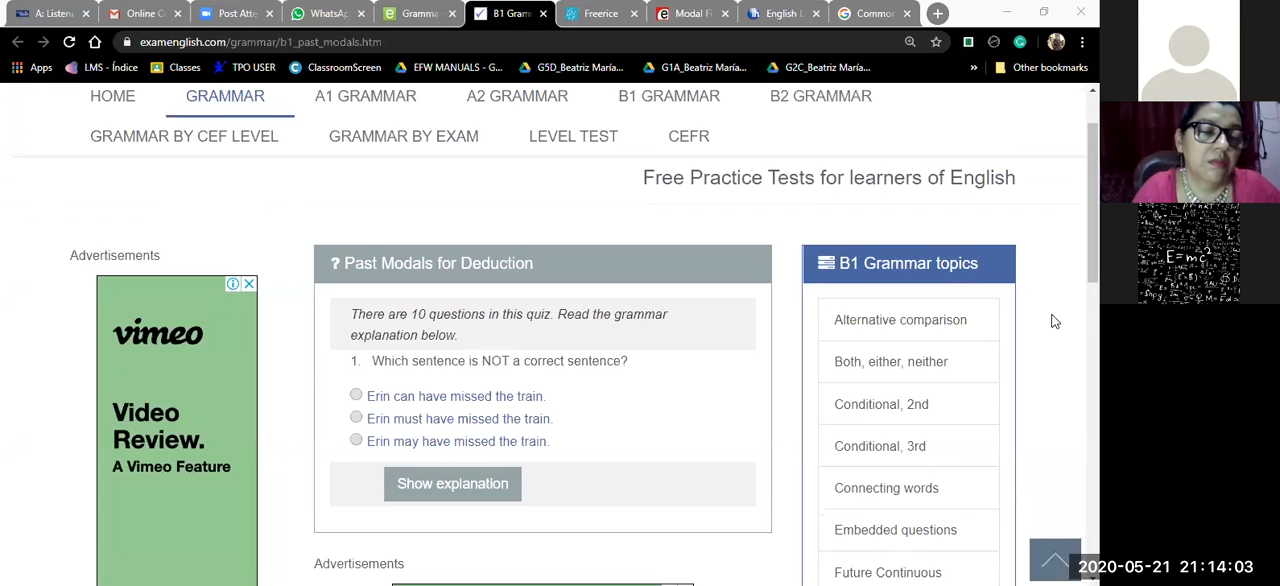 A: Listeni
Online C
Post Atte
WhatsAp
Gramma
B1 Gram
Freerice
Modal Fi
English L
Common
examenglish.com/grammar/b1_past_modals.htm
Apps
LMS - Índice
Classes
TPO USER
ClassroomScreen
EFW MANUALS - G...
G5D_Beatriz María...
G1A_Beatriz María...
G2C_Beatriz María...
»
Other bookmarks
HOME
GRAMMAR
A1 GRAMMAR
A2 GRAMMAR
B1 GRAMMAR
B2 GRAMMAR
GRAMMAR BY CEF LEVEL
GRAMMAR BY EXAM
LEVEL TEST
CEFR
Free Practice Tests for learners of English
Advertisements
vimeo
Video
Review.
A Vimeo Feature
? Past Modals for Deduction
There are 10 questions in this quiz. Read the grammar
explanation below.
1. Which sentence is NOT a correct sentence?
Erin can have missed the train.
Erin must have missed the train.
Erin may have missed the train.
Show explanation
Advertisements
B1 Grammar topics
Alternative comparison
Both, either, neither
Conditional, 2nd
Conditional, 3rd
Connecting words
Embedded questions
Future Continuous
E=mc²
2020-05-21 21:14:03